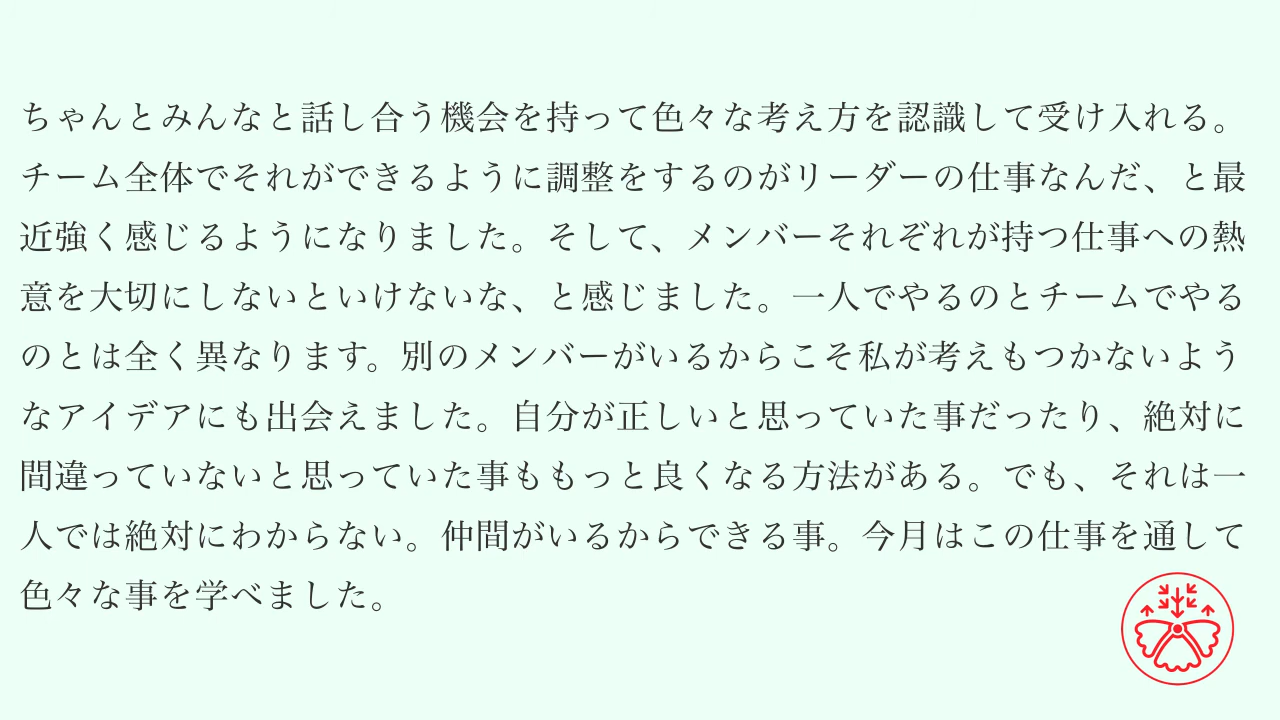 ちゃんとみんなと話し合う機会を持って色々な考え方を認識して受け入れる。
チーム全体でそれができるように調整をするのがリーダーの仕事なんだ、と最
近強く感じるようになりました。そして、メンバーそれぞれが持つ仕事への熱
意を大切にしないといけないな、と感じました。一人でやるのとチームでやる
のとは全く異なります。別のメンバーがいるからこそ私が考えもつかないよう
なアイデアにも出会えました。自分が正しいと思っていた事だったり、絶対に
間違っていないと思っていた事ももっと良くなる方法がある。でも、それは一
人では絶対にわからない。仲間がいるからできる事。今月はこの仕事を通して
色々な事を学べました。